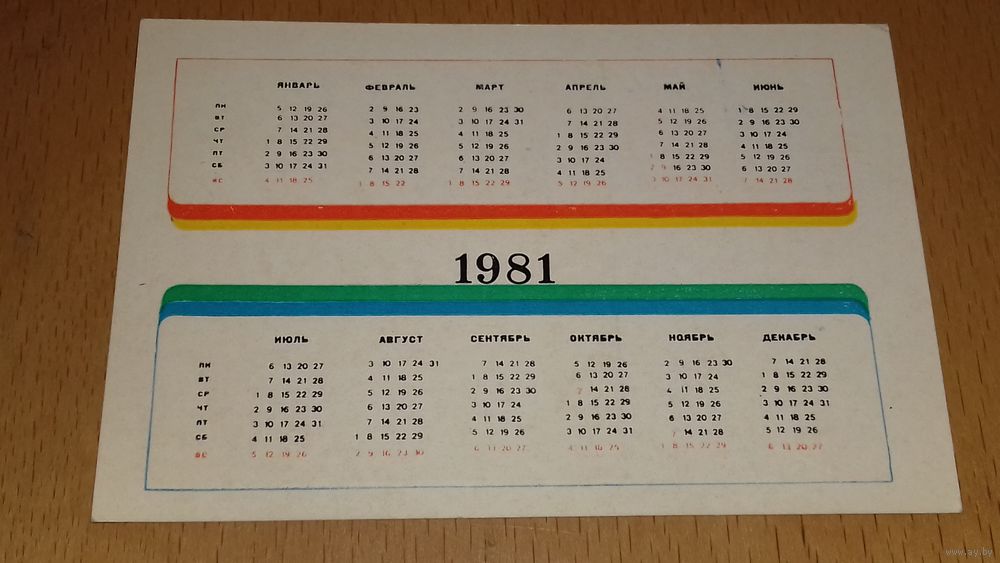 ЯНВАРЬ ФЕВРАЛЬ МАРТ АПРЕЛЬ МАЙ ИЮНЬ
ПН 5 12 19 26 2 9 16 23 2 9 16 23 30 6 13 20 27 4 11 18 25 1 8 15 22 29
ВТ 6 13 20 27 3 10 17 24 3 10 17 24 31 7 14 21 28 5 12 19 26 2 9 16 23 30
СР 7 14 21 28 4 11 18 25 4 11 18 25 1 8 15 22 29 6 13 20 27 3 10 17 24
ЧТ 1 8 15 22 29 5 12 19 26 5 12 19 26 2 9 16 23 30 7 14 21 28 4 11 18 25
ПТ 2 9 16 23 30 6 13 20 27 6 13 20 27 3 10 17 24 1 8 15 22 29 5 12 19 26
СБ 3 10 17 24 31 7 14 21 28 7 14 21 28 4 11 18 25 2 9 16 23 30 6 13 20 27
ВС 4 11 18 25 1 8 15 22 1 8 15 22 29 5 12 19 26 3 10 17 24 31 7 14 21 28
1981
ИЮЛЬ АВГУСТ СЕНТЯБРЬ ОКТЯБРЬ НОЯБРЬ ДЕКАБРЬ
ПН 6 13 20 27 3 10 17 24 31 7 14 21 28 5 12 19 26 2 9 16 23 30 7 14 21 28
ВТ 7 14 21 28 4 11 18 25 1 8 15 22 29 6 13 20 27 3 10 17 24 1 8 15 22 29
СР 1 8 15 22 29 5 12 19 26 2 9 16 23 30 7 14 21 28 4 11 18 25 2 9 16 23 30
ЧТ 2 9 16 23 30 6 13 20 27 3 10 17 24 1 8 15 22 29 5 12 19 26 3 10 17 24 31
ПТ 3 10 17 24 31 7 14 21 28 4 11 18 25 2 9 16 23 30 6 13 20 27 4 11 18 25
СБ 4 11 18 25 1 8 15 22 29 5 12 19 26 3 10 17 24 31 7 14 21 28 5 12 19 26
ВС 5 12 19 26 2 9 16 23 30 6 13 20 27 4 11 18 25 1 8 15 22 29 6 13 20 27
www.ay.by